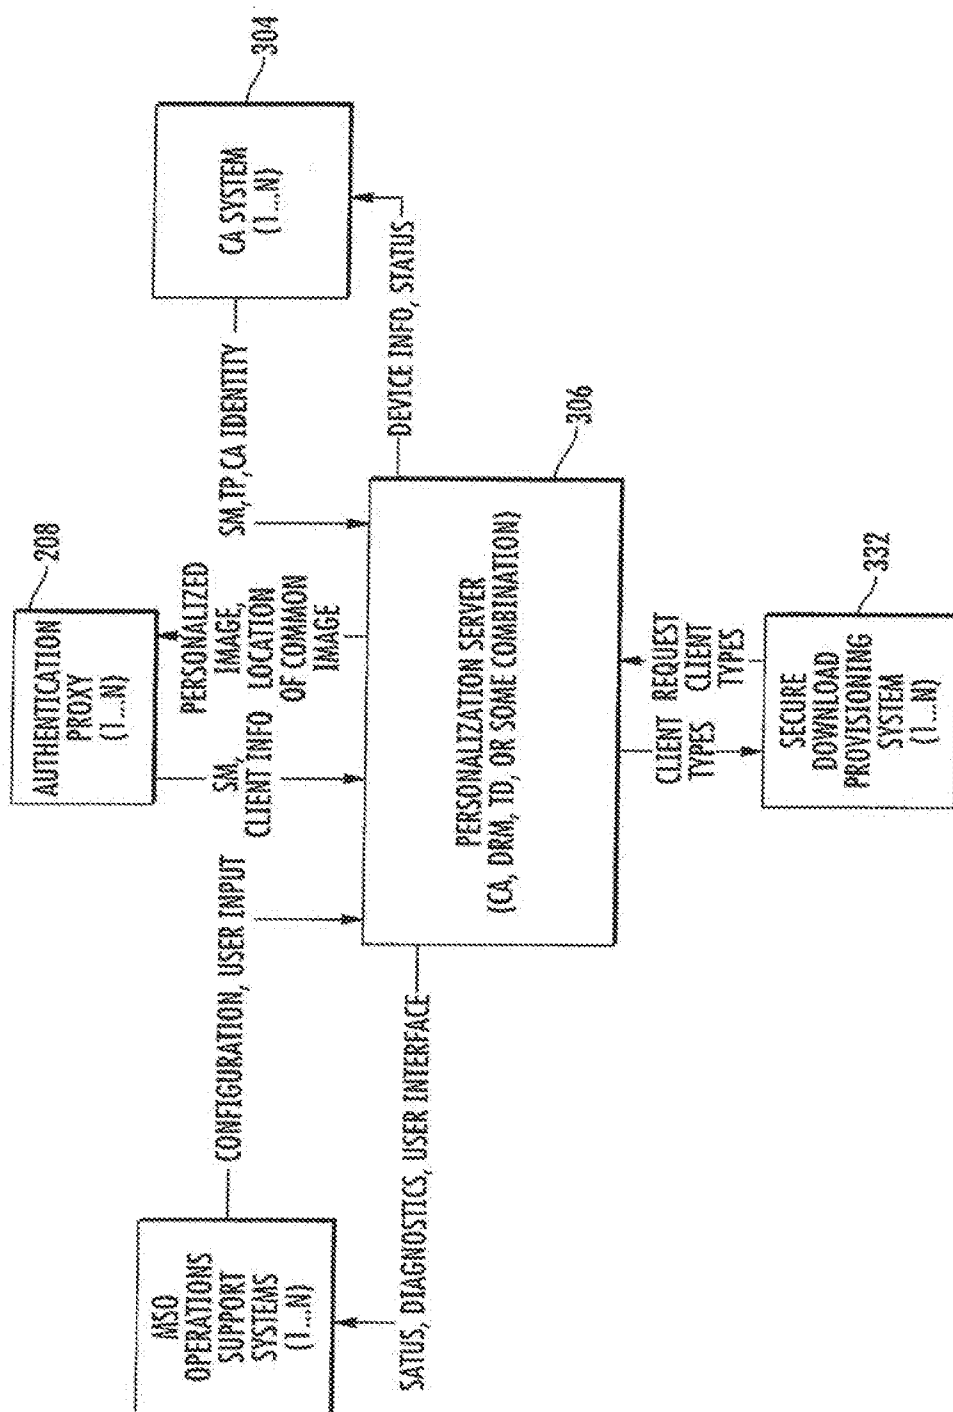 304
CA SYSTEM
(1...N)
SM,TP,CA IDENTITY
DEVICE INFO, STATUS
208
AUTHENTICATION
PROXY
(1...N)
PERSONALIZED
IMAGE,
LOCATION
OF COMMON
IMAGE
SM,
CLIENT INFO
CONFIGURATION, USER INPUT
MSO
OPERATIONS
SUPPORT
SYSTEMS
(1...N)
SATUS, DIAGNOSTICS, USER INTERFACE
306
PERSONALIZATION SERVER
(CA, DRM, TD, OR SOME COMBINATION)
CLIENT
TYPES
REQUEST
CLIENT
TYPES
332
SECURE
DOWNLOAD
PROVISIONING
SYSTEM
(1...N)